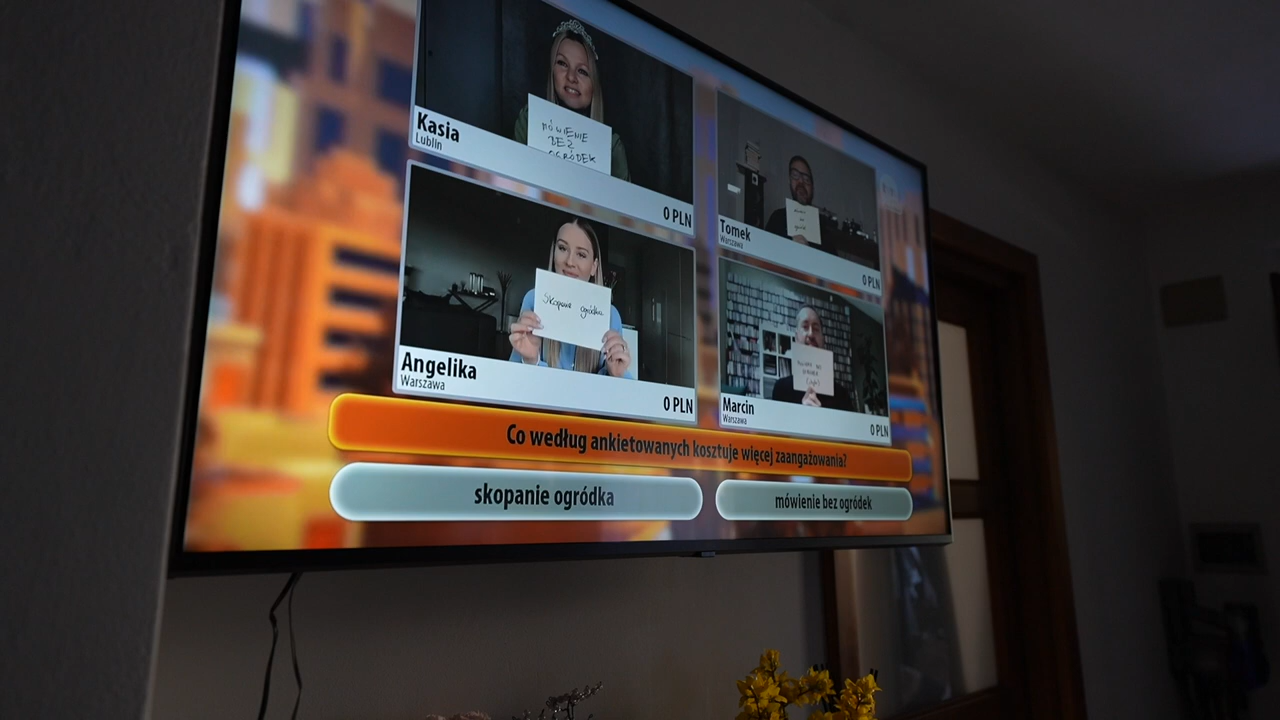 MÓWIENIE
BEZ
OGRÓDEK
Kasia
Lublin
0 PLN
Tomek
Warszawa
0 PLN
Skopanie ogródka
Angelika
Warszawa
0 PLN
Marcin
Warszawa
0 PLN
Co według ankietowanych kosztuje więcej zaangażowania?
skopanie ogródka
mówienie bez ogródek